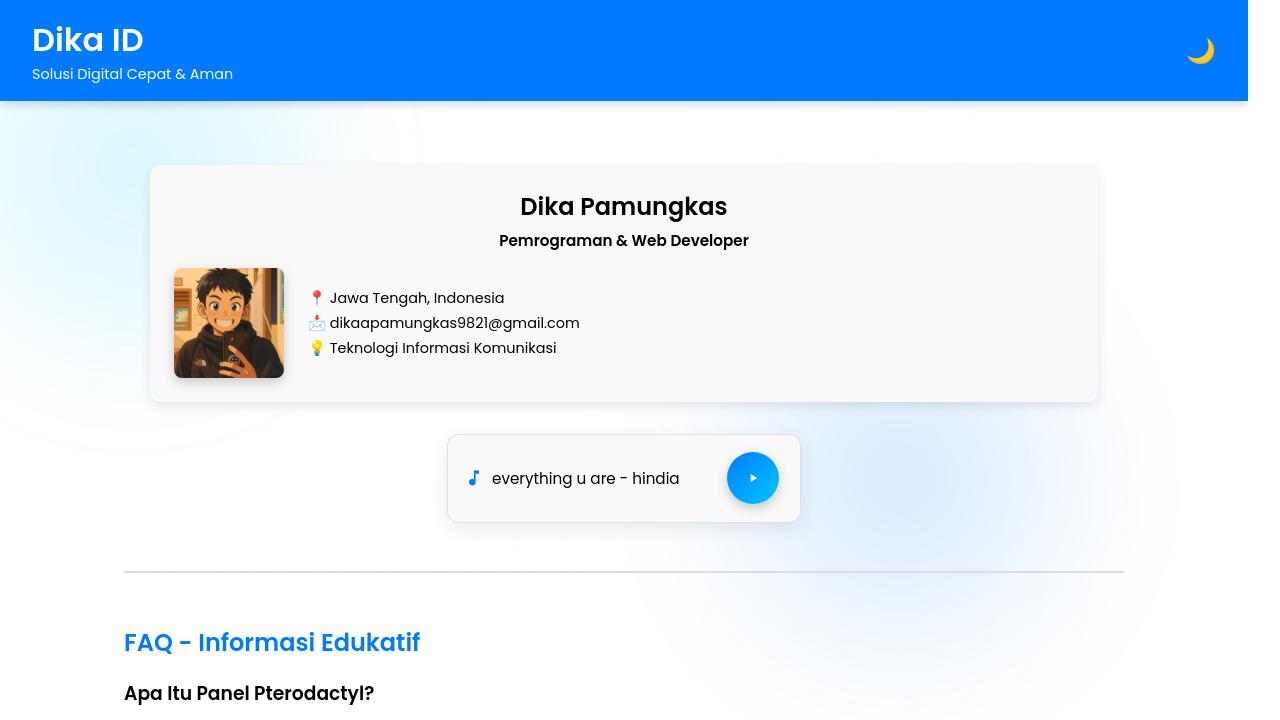 Dika ID
Solusi Digital Cepat & Aman
Dika Pamungkas
Pemrograman & Web Developer
📍 Jawa Tengah, Indonesia
📩 dikaapamungkas9821@gmail.com
💡 Teknologi Informasi Komunikasi
everything u are - hindia
FAQ - Informasi Edukatif
Apa Itu Panel Pterodactyl?